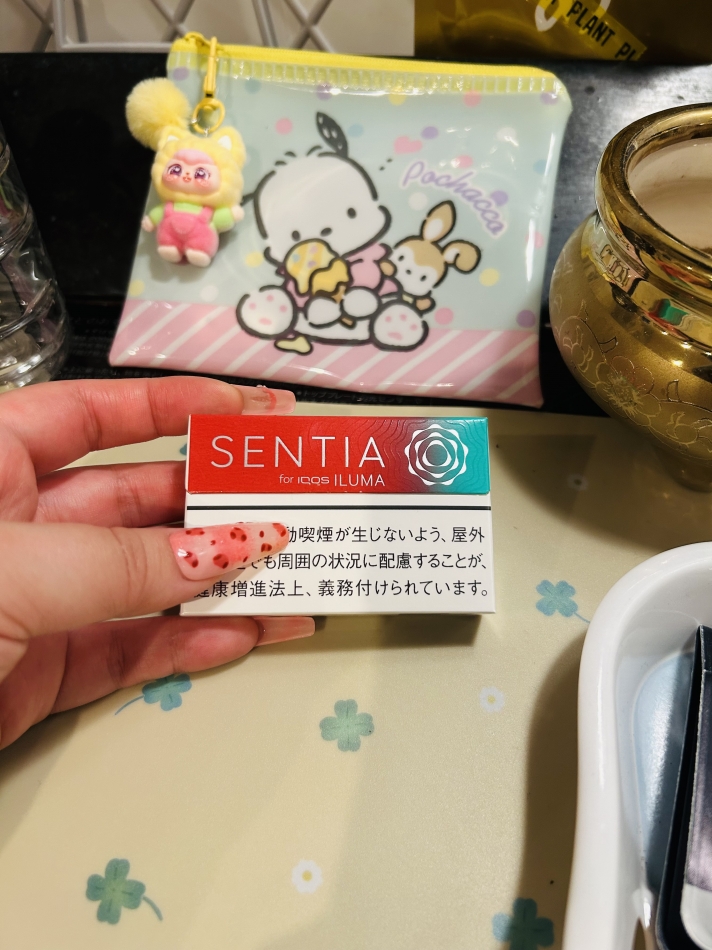 PLANT PL
Pochacco
SENTIA
for IQOS ILUMA
動喫煙が生じないよう、屋外
でも周囲の状況に配慮することが、
健康増進法上、義務付けられています。